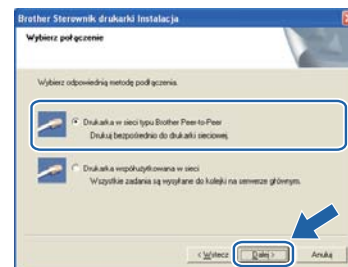 Brother Sterownik drukarki Instalacja
Wybierz połączenie
Wybierz odpowiednią metodę podłączenia.
Drukarka w sieci typu Brother Peer-to-Peer
Drukuj bezpośrednio do drukarki sieciowej.
Drukarka współużytkowana w sieci
Wszystkie zadania są wysyłane do kolejki na serwerze głównym.
< Wstecz
Dalej >
Anuluj